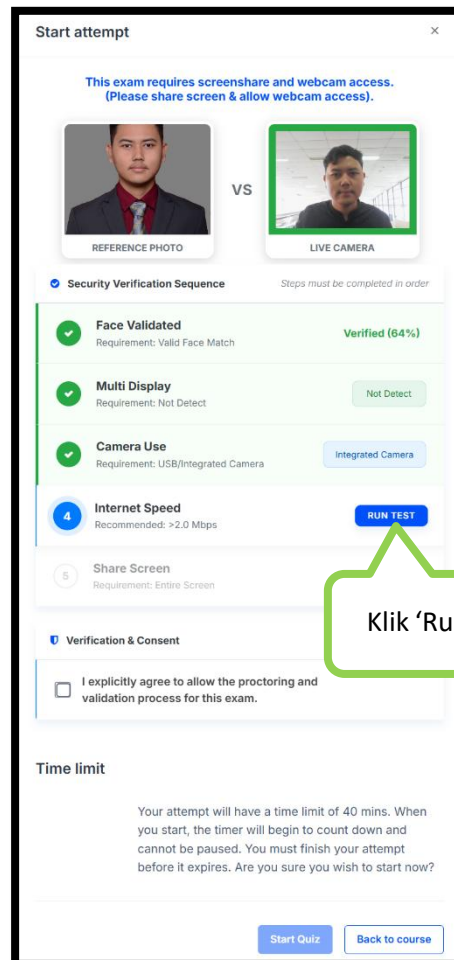 Start attempt ×
This exam requires screenshare and webcam access.
(Please share screen & allow webcam access).
VS
REFERENCE PHOTO
LIVE CAMERA
Security Verification Sequence Steps must be completed in order
Face Validated
Requirement: Valid Face Match
Verified (64%)
Multi Display
Requirement: Not Detect
Not Detect
Camera Use
Requirement: USB/Integrated Camera
Integrated Camera
4 Internet Speed
Recommended: >2.0 Mbps
RUN TEST
5 Share Screen
Requirement: Entire Screen
Klik ‘Ru
Verification & Consent
I explicitly agree to allow the proctoring and
validation process for this exam.
Time limit
Your attempt will have a time limit of 40 mins. When
you start, the timer will begin to count down and
cannot be paused. You must finish your attempt
before it expires. Are you sure you wish to start now?
Start Quiz Back to course